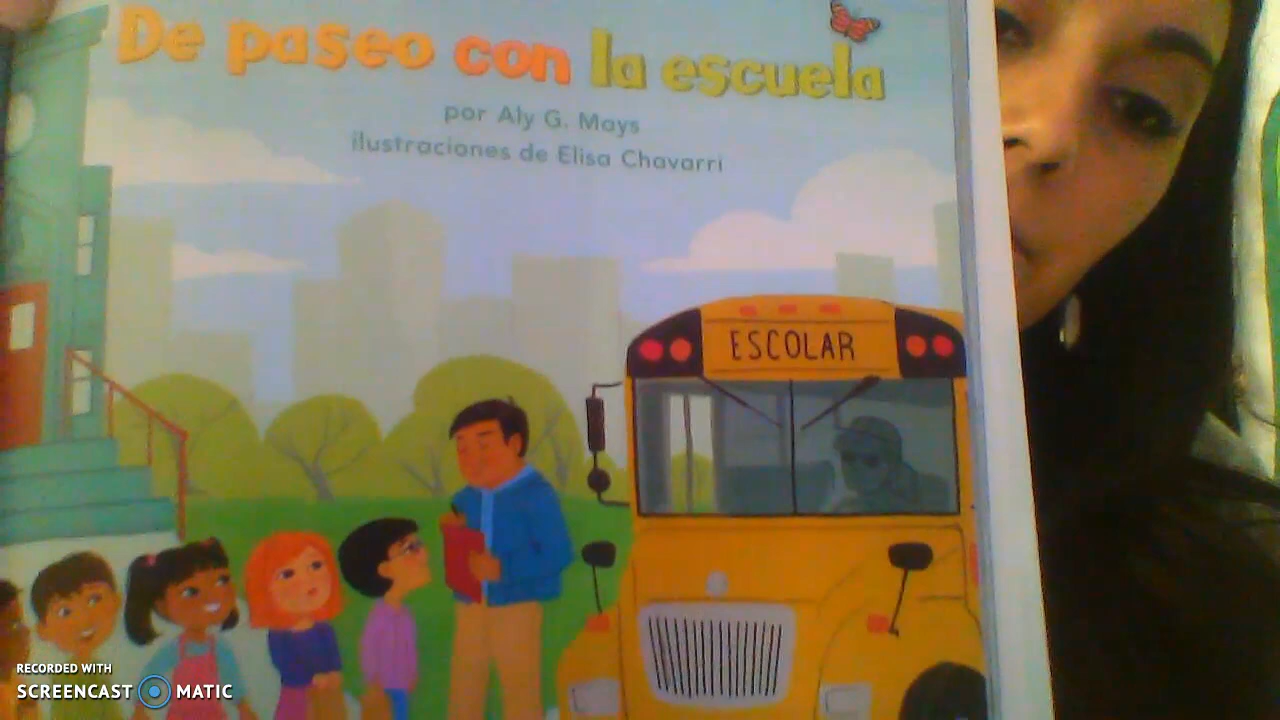 De paseo con la escuela
por Aly G. Mays
ilustraciones de Elisa Chavarri
ESCOLAR
RECORDED WITH
SCREENCAST MATIC